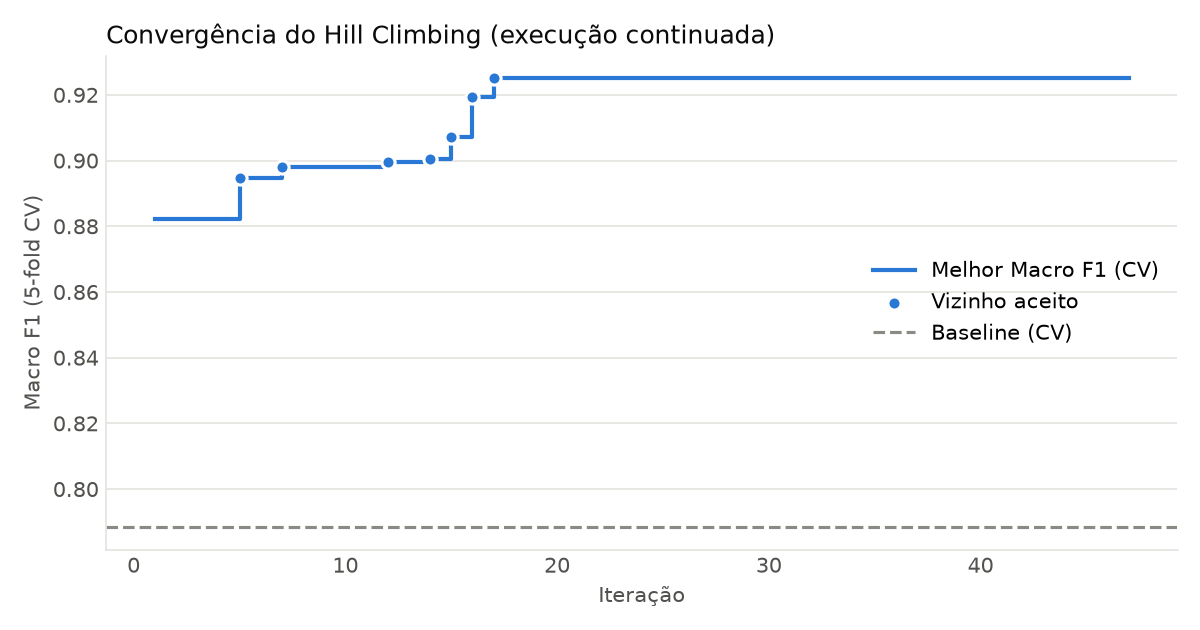 Convergência do Hill Climbing (execução continuada)
Macro F1 (5-fold CV)
0.92
0.90
0.88
0.86
0.84
0.82
0.80
Melhor Macro F1 (CV)
Vizinho aceito
Baseline (CV)
0 10 20 30 40
Iteração